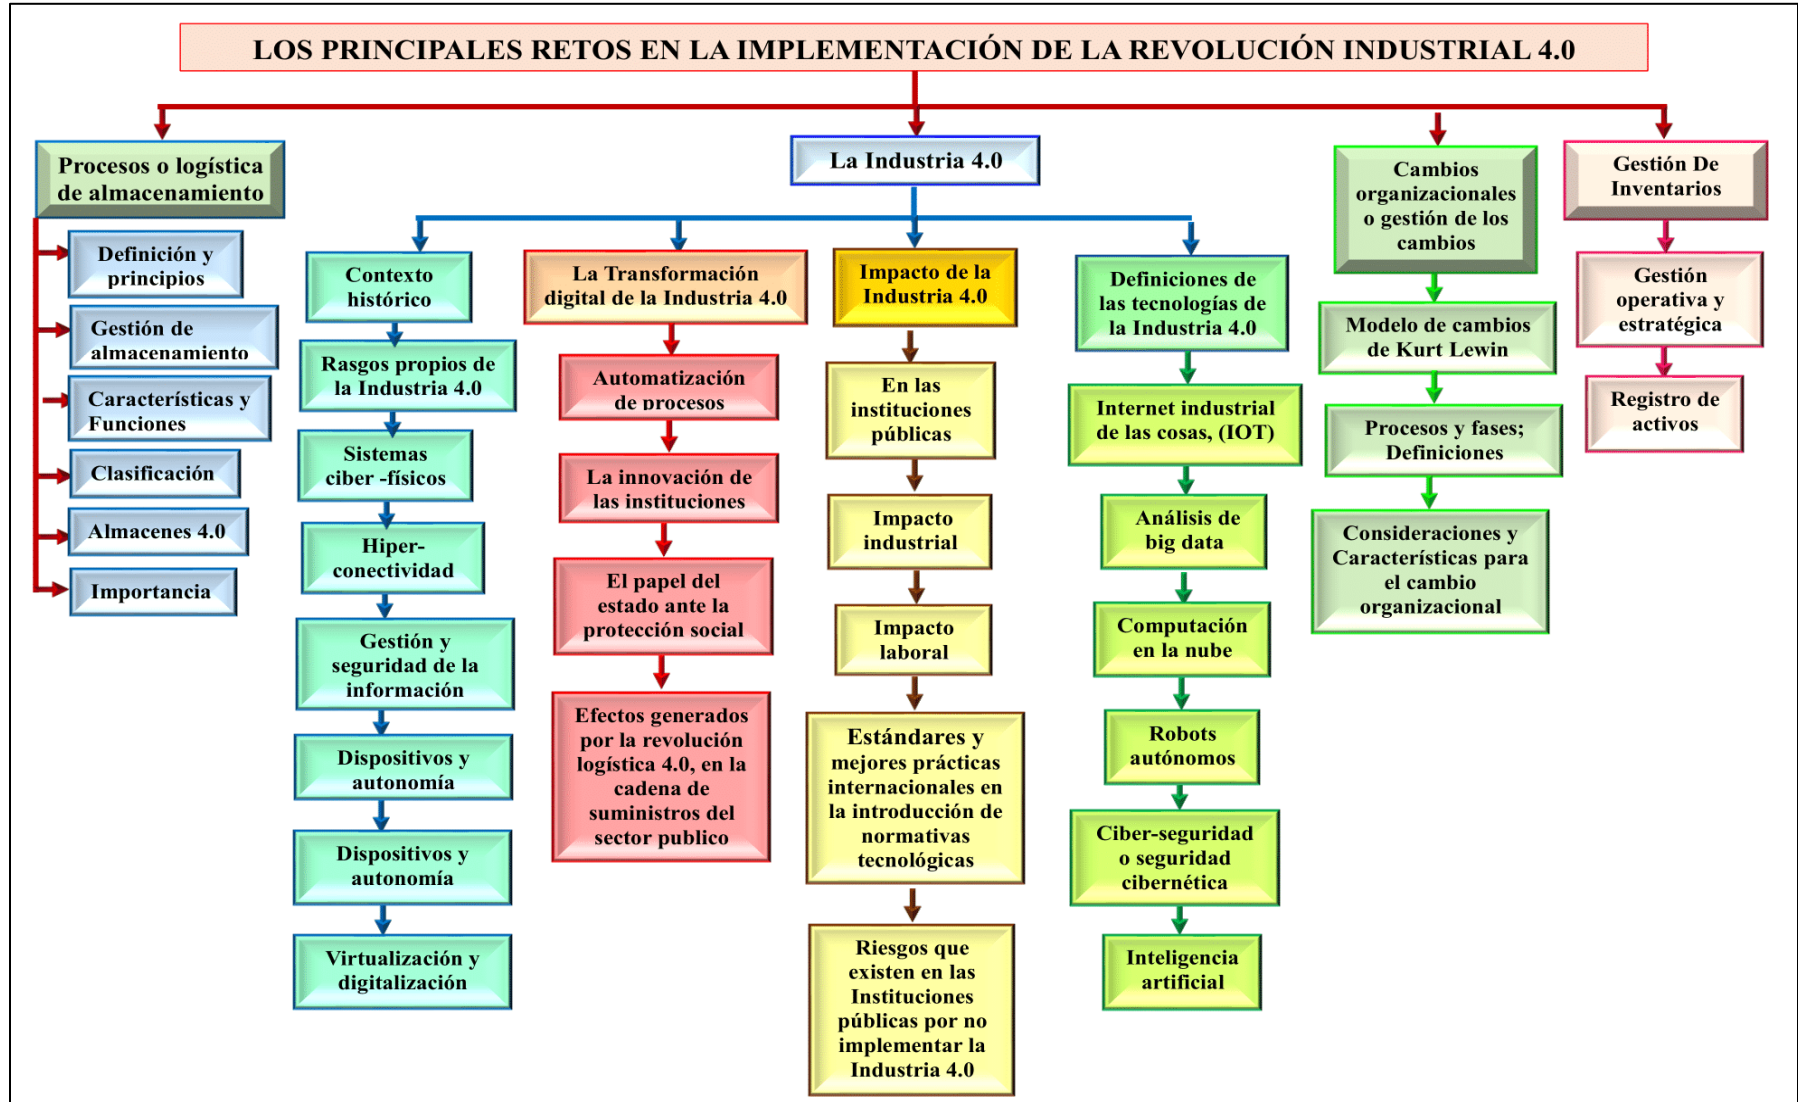 LOS PRINCIPALES RETOS EN LA IMPLEMENTACIÓN DE LA REVOLUCIÓN INDUSTRIAL 4.0
Procesos o logística
de almacenamiento
Definición y
principios
Gestión de
almacenamiento
Características y
Funciones
Clasificación
Almacenes 4.0
Importancia
La Industria 4.0
Contexto
histórico
Rasgos propios de
la Industria 4.0
Sistemas
ciber -físicos
Hiper-
conectividad
Gestión y
seguridad de la
información
Dispositivos y
autonomía
Dispositivos y
autonomía
Virtualización y
digitalización
La Transformación
digital de la Industria 4.0
Automatización
de procesos
La innovación de
las instituciones
El papel del
estado ante la
protección social
Efectos generados
por la revolución
logística 4.0, en la
cadena de
suministros del
sector publico
Impacto de la
Industria 4.0
En las
instituciones
públicas
Impacto
industrial
Impacto
laboral
Estándares y
mejores prácticas
internacionales en
la introducción de
normativas
tecnológicas
Riesgos que
existen en las
Instituciones
públicas por no
implementar la
Industria 4.0
Definiciones de
las tecnologías de
la Industria 4.0
Internet industrial
de las cosas, (IOT)
Análisis de
big data
Computación
en la nube
Robots
autónomos
Ciber-seguridad
o seguridad
cibernética
Inteligencia
artificial
Cambios
organizacionales
o gestión de los
cambios
Modelo de cambios
de Kurt Lewin
Procesos y fases;
Definiciones
Consideraciones y
Características para
el cambio
organizacional
Gestión De
Inventarios
Gestión
operativa y
estratégica
Registro de
activos